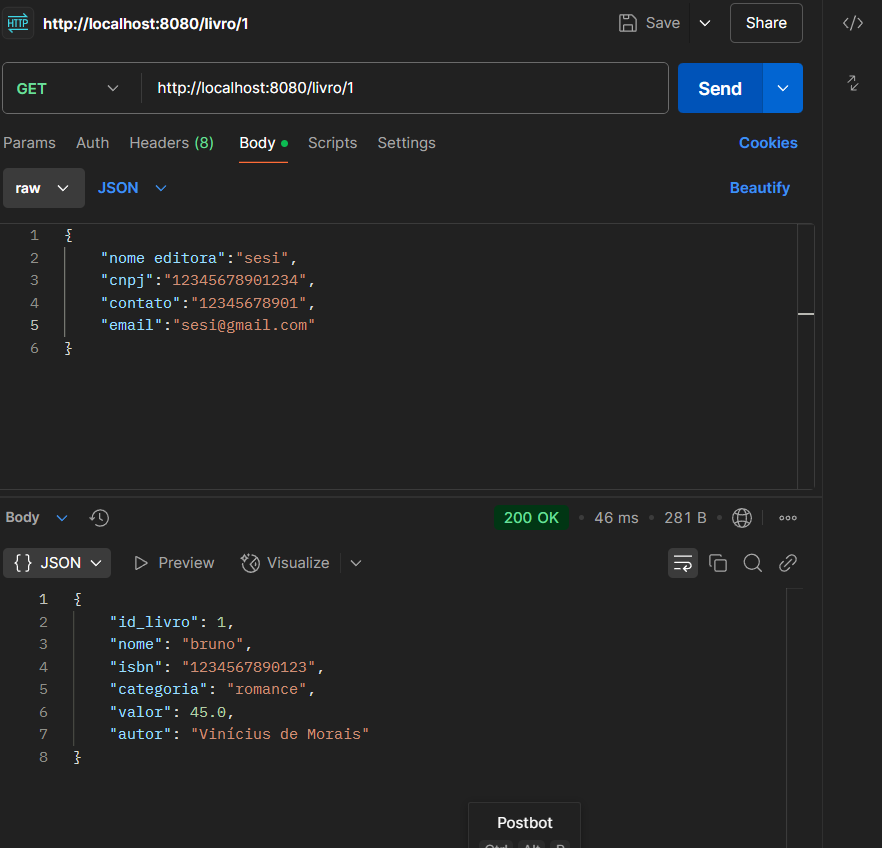 HTTP http://localhost:8080/livro/1 Save Share
GET http://localhost:8080/livro/1 Send
Params Auth Headers (8) Body Scripts Settings Cookies
raw JSON Beautify
1 {
2 "nome editora":"sesi",
3 "cnpj":"12345678901234",
4 "contato":"12345678901",
5 "email":"sesi@gmail.com"
6 }
Body 200 OK • 46 ms • 281 B •
{} JSON Preview Visualize
1 {
2 "id_livro": 1,
3 "nome": "bruno",
4 "isbn": "1234567890123",
5 "categoria": "romance",
6 "valor": 45.0,
7 "autor": "Vinícius de Morais"
8 }
Postbot
Ctrl Alt P